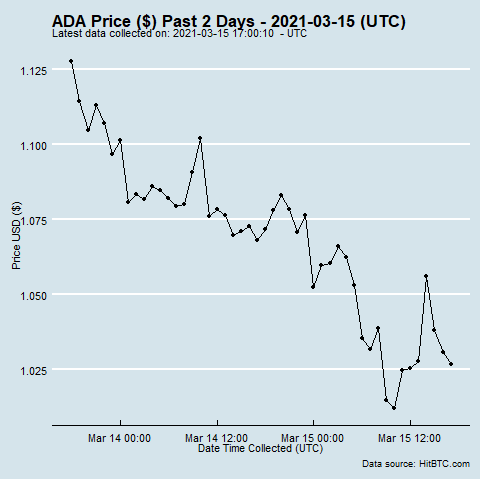 ADA Price ($) Past 2 Days - 2021-03-15 (UTC)
Latest data collected on: 2021-03-15 17:00:10 - UTC
1.125
1.100
1.075
1.050
1.025
Price USD ($)
Mar 14 00:00 Mar 14 12:00 Mar 15 00:00 Mar 15 12:00
Date Time Collected (UTC)
Data source: HitBTC.com